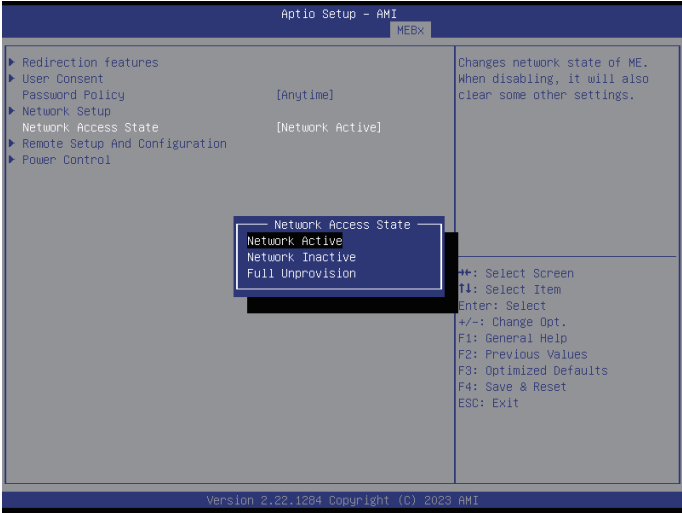 Aptio Setup - AMI
MEBx
Redirection features
User Consent
Password Policy [Anytime]
Network Setup
Network Access State [Network Active]
Remote Setup And Configuration
Power Control
Changes network state of ME.
When disabling, it will also
clear some other settings.
Network Access State
Network Active
Network Inactive
Full Unprovision
→←: Select Screen
↑↓: Select Item
Enter: Select
+/-: Change Opt.
F1: General Help
F2: Previous Values
F3: Optimized Defaults
F4: Save & Reset
ESC: Exit
Version 2.22.1284 Copyright (C) 2023 AMI